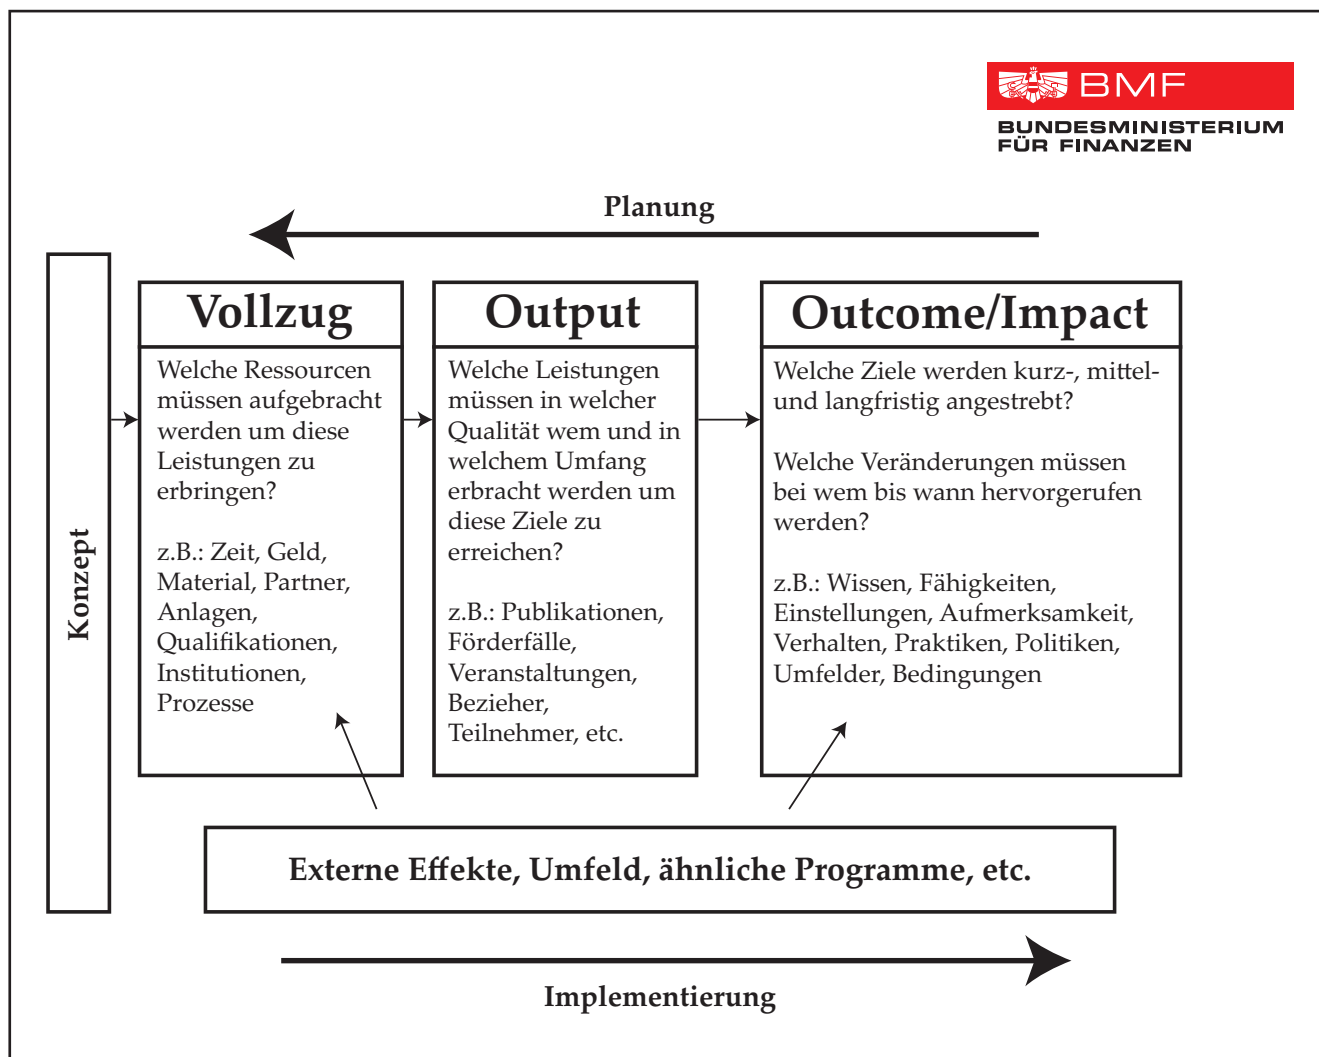 BMF
BUNDESMINISTERIUM
FÜR FINANZEN
Planung
Konzept
Vollzug
Welche Ressourcen
müssen aufgebracht
werden um diese
Leistungen zu
erbringen?
z.B.: Zeit, Geld,
Material, Partner,
Anlagen,
Qualifikationen,
Institutionen,
Prozesse
Output
Welche Leistungen
müssen in welcher
Qualität wem und in
welchem Umfang
erbracht werden um
diese Ziele zu
erreichen?
z.B.: Publikationen,
Förderfälle,
Veranstaltungen,
Bezieher,
Teilnehmer, etc.
Outcome/Impact
Welche Ziele werden kurz-, mittel-
und langfristig angestrebt?
Welche Veränderungen müssen
bei wem bis wann hervorgerufen
werden?
z.B.: Wissen, Fähigkeiten,
Einstellungen, Aufmerksamkeit,
Verhalten, Praktiken, Politiken,
Umfelder, Bedingungen
Externe Effekte, Umfeld, ähnliche Programme, etc.
Implementierung